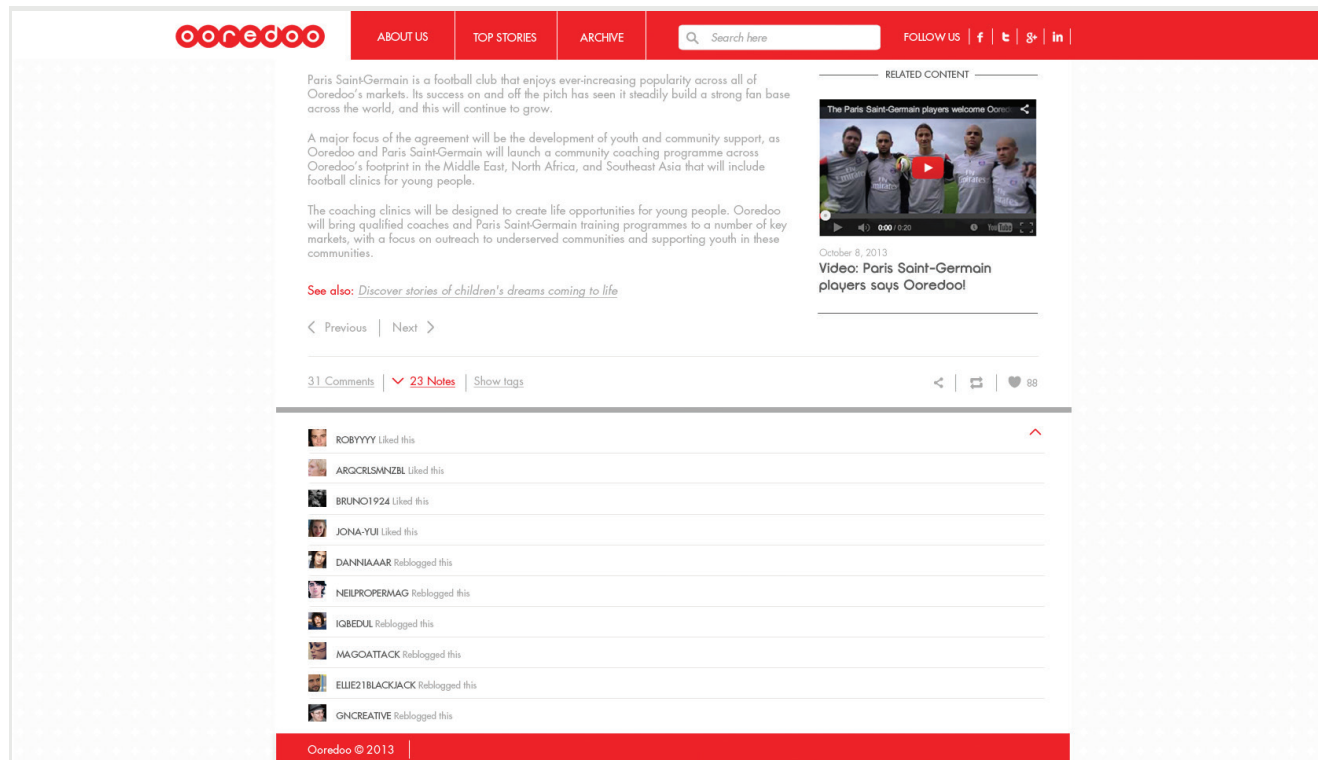 ooredoo
ABOUT US
TOP STORIES
ARCHIVE
Search here
FOLLOW US
Paris Saint-Germain is a football club that enjoys ever-increasing popularity across all of
Ooredoo's markets. Its success on and off the pitch has seen it steadily build a strong fan base
across the world, and this will continue to grow.
A major focus of the agreement will be the development of youth and community support, as
Ooredoo and Paris Saint-Germain will launch a community coaching programme across
Ooredoo's footprint in the Middle East, North Africa, and Southeast Asia that will include
football clinics for young people.
The coaching clinics will be designed to create life opportunities for young people. Ooredoo
will bring qualified coaches and Paris Saint-Germain training programmes to a number of key
markets, with a focus on outreach to underserved communities and supporting youth in these
communities.
See also: Discover stories of children's dreams coming to life
Previous
Next
RELATED CONTENT
The Paris Saint-Germain players welcome Oored
Fly Emirates
0:00 / 0:20
YouTube
October 8, 2013
Video: Paris Saint-Germain
players says Ooredoo!
31 Comments
23 Notes
Show tags
88
ROBYYYY Liked this
ARQCRLSMNZBL Liked this
BRUNO1924 Liked this
JONA-YUI Liked this
DANNIAAAR Reblogged this
NEILPROPERMAG Reblogged this
IQBEDUL Reblogged this
MAGOATTACK Reblogged this
ELLIE21BLACKJACK Reblogged this
GNCREATIVE Reblogged this
Ooredoo © 2013